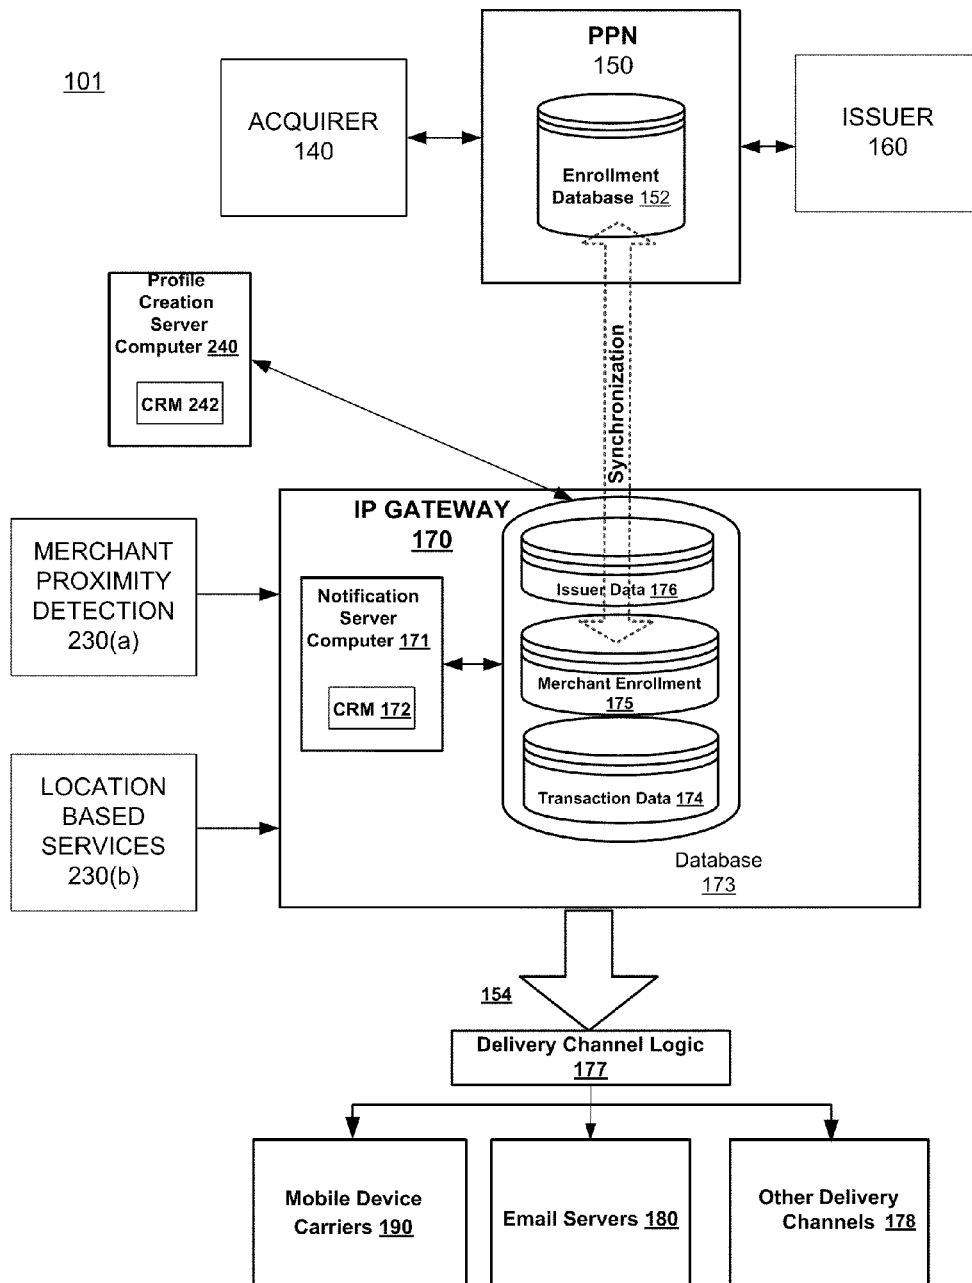 101
ACQUIRER
140
PPN
150
Enrollment
Database 152
ISSUER
160
Profile
Creation
Server
Computer 240
CRM 242
Synchronization
IP GATEWAY
170
MERCHANT
PROXIMITY
DETECTION
230(a)
Notification
Server
Computer 171
CRM 172
Issuer Data 176
Merchant Enrollment
175
Transaction Data 174
LOCATION
BASED
SERVICES
230(b)
Database
173
154
Delivery Channel Logic
177
Mobile Device
Carriers 190
Email Servers 180
Other Delivery
Channels 178